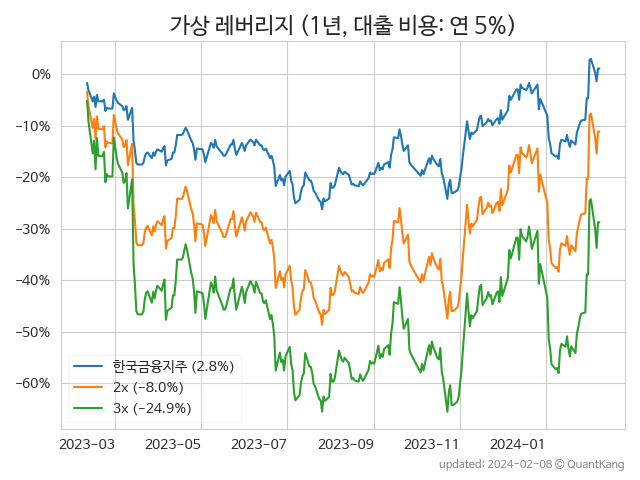 가상 레버리지 (1년, 대출 비용: 연 5%)
0%
−10%
−20%
−30%
−40%
−50%
−60%
한국금융지주 (2.8%)
2x (−8.0%)
3x (−24.9%)
2023-03 2023-05 2023-07 2023-09 2023-11 2024-01
updated: 2024-02-08 © QuantKang